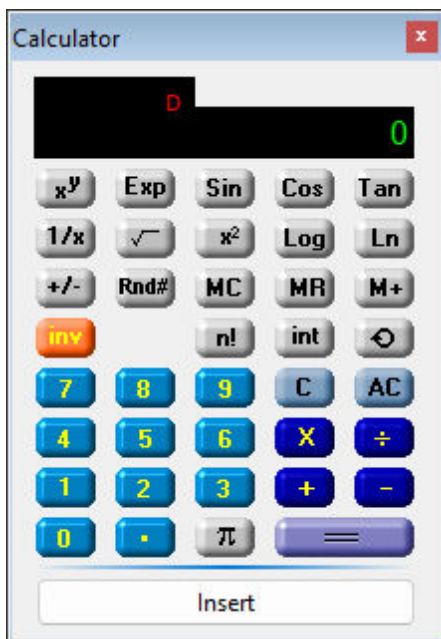 Calculator x
D
0
xʸ Exp Sin Cos Tan
1/x √ x² Log Ln
+/- Rnd# MC MR M+
inv n! int
7 8 9 C AC
4 5 6 X ÷
1 2 3 + −
0 . π =
Insert